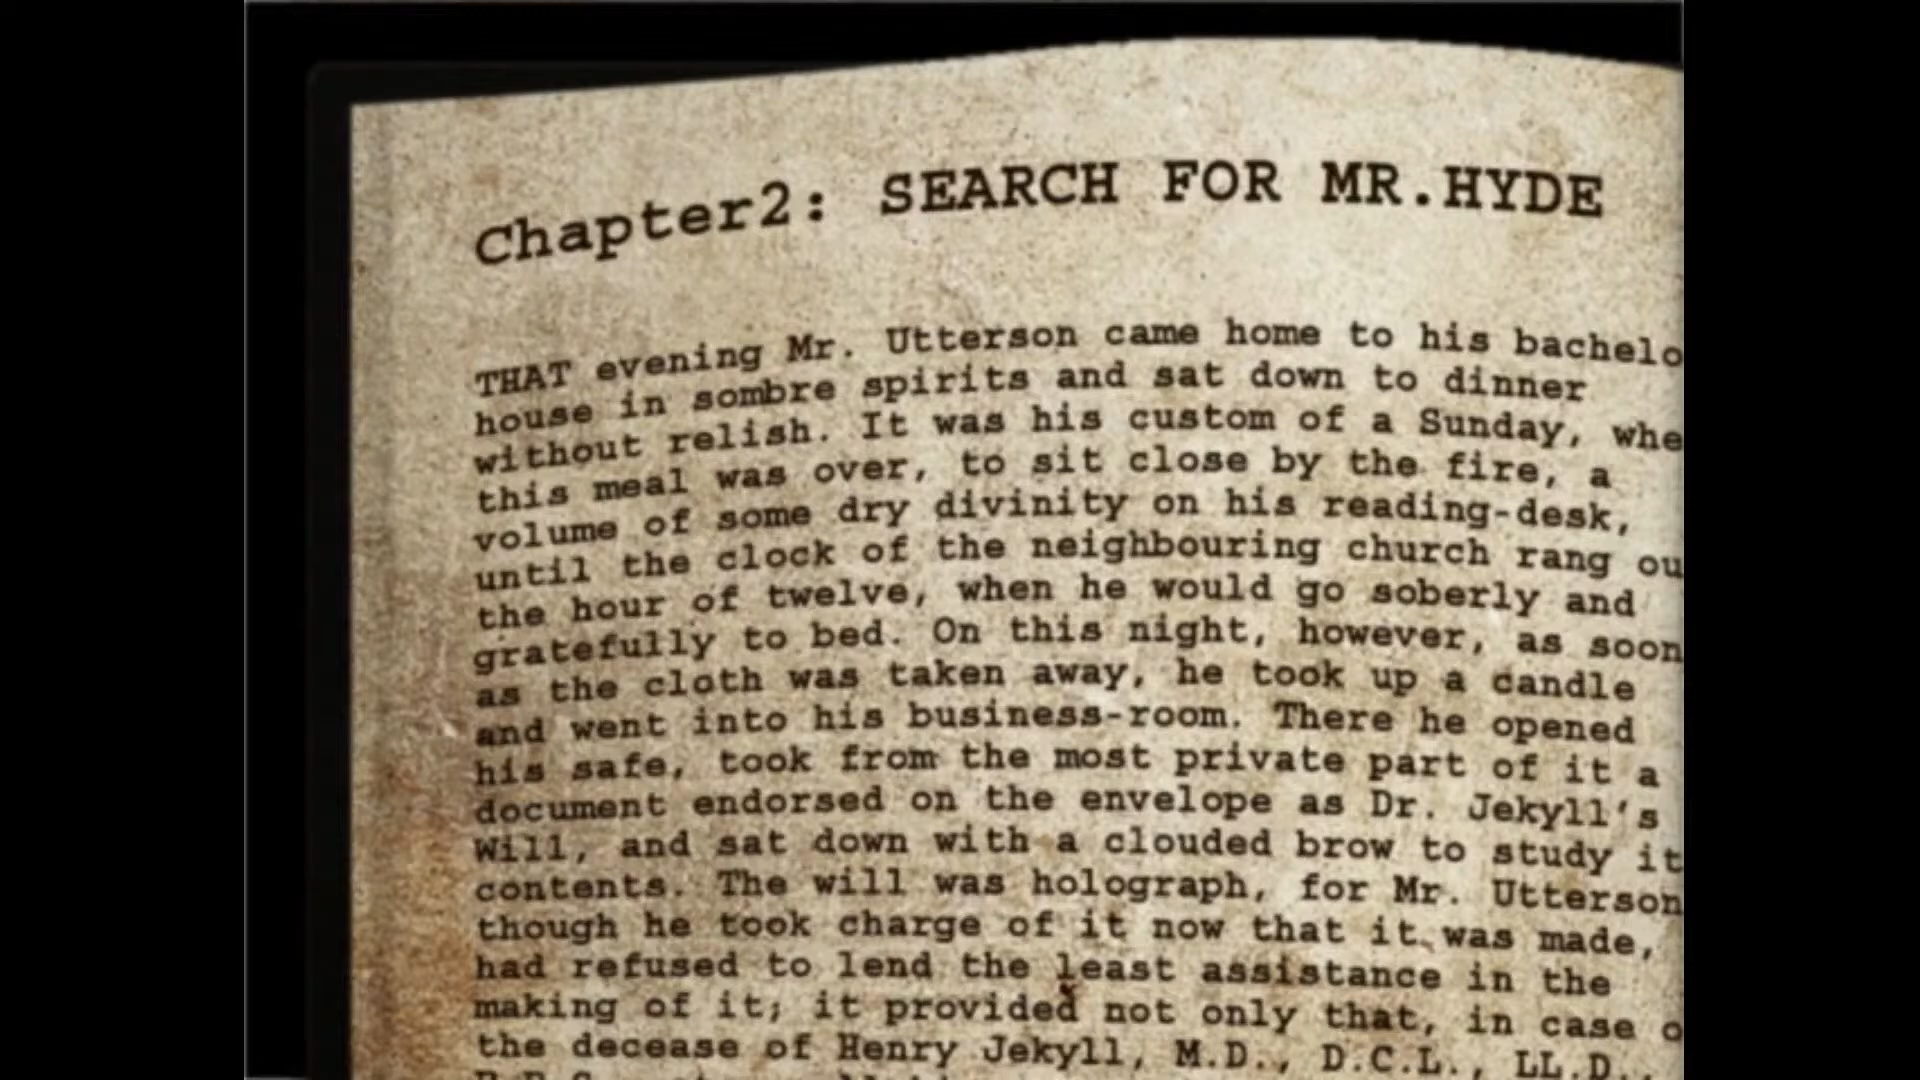 Chapter2: SEARCH FOR MR.HYDE
THAT evening Mr. Utterson came home to his bachelo
house in sombre spirits and sat down to dinner
without relish. It was his custom of a Sunday, whe
this meal was over, to sit close by the fire, a
volume of some dry divinity on his reading-desk,
until the clock of the neighbouring church rang ou
the hour of twelve, when he would go soberly and
gratefully to bed. On this night, however, as soon
as the cloth was taken away, he took up a candle
and went into his business-room. There he opened
his safe, took from the most private part of it a
document endorsed on the envelope as Dr. Jekyll's
Will, and sat down with a clouded brow to study it
contents. The will was holograph, for Mr. Utterson
though he took charge of it now that it was made,
had refused to lend the least assistance in the
making of it; it provided not only that, in case o
the decease of Henry Jekyll, M.D., D.C.L., LL.D.,